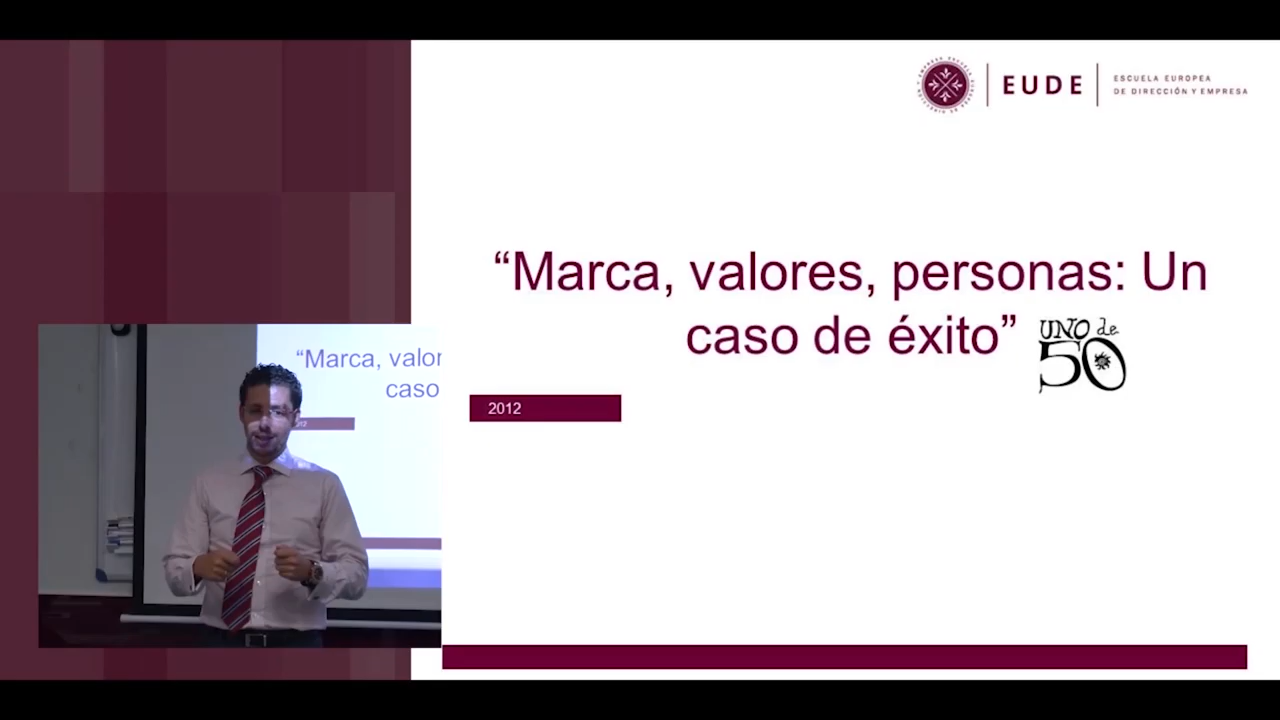 EUDE
ESCUELA EUROPEA
DE DIRECCIÓN Y EMPRESA
“Marca, valores, personas: Un
caso de éxito”
UNO de
50
2012
“Marca, valor
caso